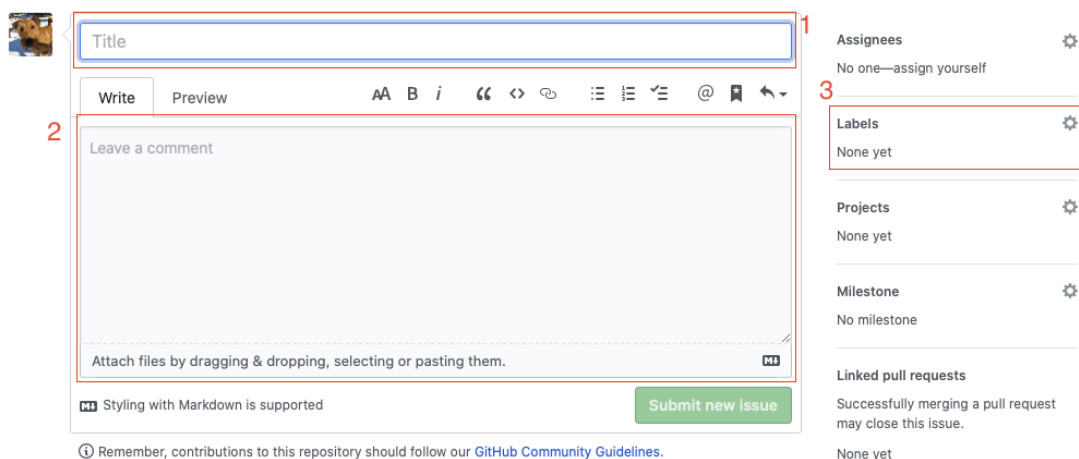 1
Title
Write
Preview
AA B i
@
2
Leave a comment
Attach files by dragging & dropping, selecting or pasting them.
Styling with Markdown is supported
Submit new issue
Remember, contributions to this repository should follow our GitHub Community Guidelines.
Assignees
No one—assign yourself
3
Labels
None yet
Projects
None yet
Milestone
No milestone
Linked pull requests
Successfully merging a pull request
may close this issue.
None yet